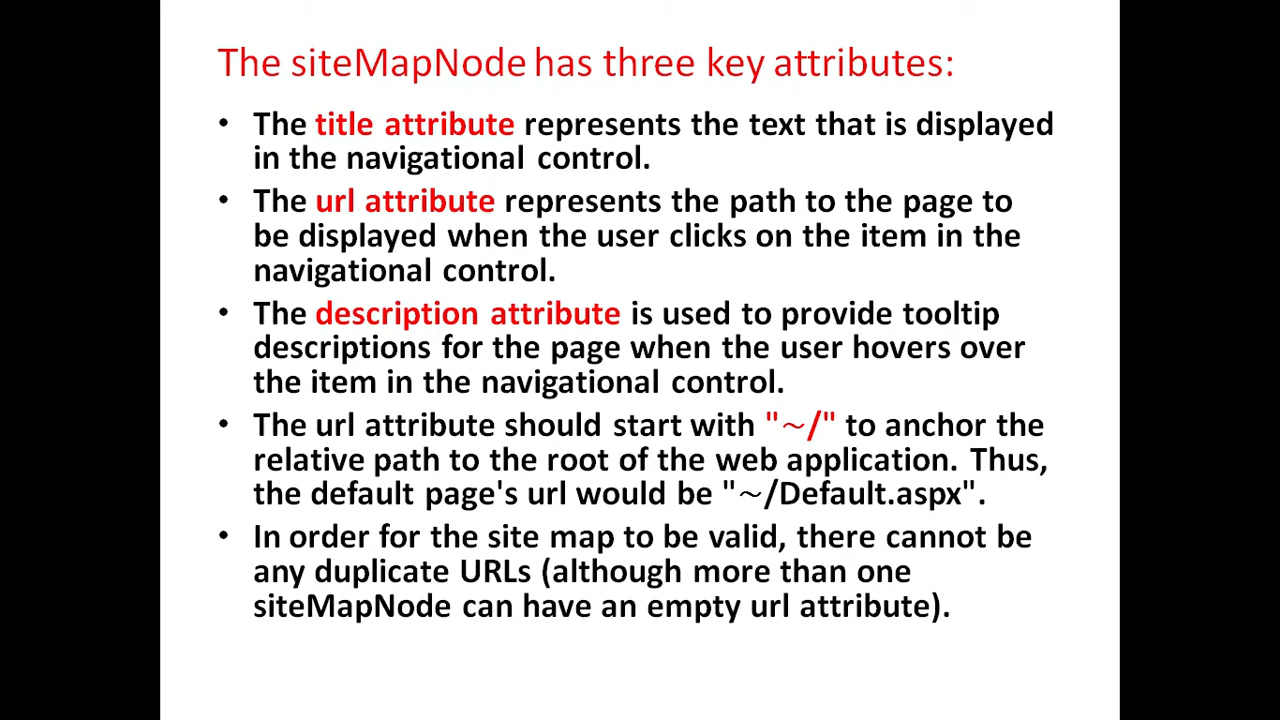 The siteMapNode has three key attributes:
• The title attribute represents the text that is displayed
in the navigational control.
• The url attribute represents the path to the page to
be displayed when the user clicks on the item in the
navigational control.
• The description attribute is used to provide tooltip
descriptions for the page when the user hovers over
the item in the navigational control.
• The url attribute should start with "~/" to anchor the
relative path to the root of the web application. Thus,
the default page's url would be "~/Default.aspx".
• In order for the site map to be valid, there cannot be
any duplicate URLs (although more than one
siteMapNode can have an empty url attribute).